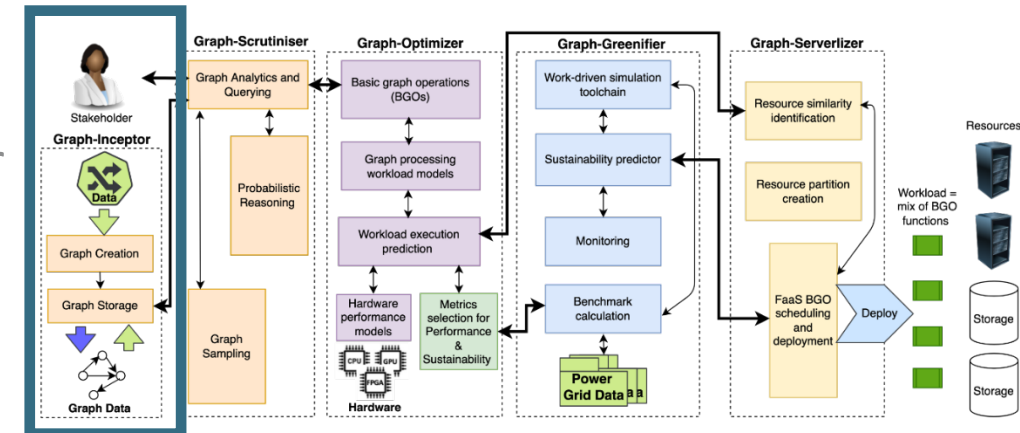 Graph-Scrutiniser
Graph-Optimizer
Graph-Greenifier
Graph-Serverlizer
Stakeholder
Graph-Inceptor
Data
Graph Creation
Graph Storage
Graph Data
Graph Analytics and
Querying
Probabilistic
Reasoning
Graph
Sampling
Basic graph operations
(BGOs)
Graph processing
workload models
Workload execution
prediction
Hardware
performance
models
Metrics
selection for
Performance
&
Sustainability
CPU
GPU
FPGA
Hardware
Work-driven simulation
toolchain
Sustainability predictor
Monitoring
Benchmark
calculation
Power
Grid Data
a
a
Resource similarity
identification
Resource partition
creation
FaaS BGO
scheduling
and
deployment
Deploy
Workload =
mix of BGO
functions
Resources
Storage
Storage